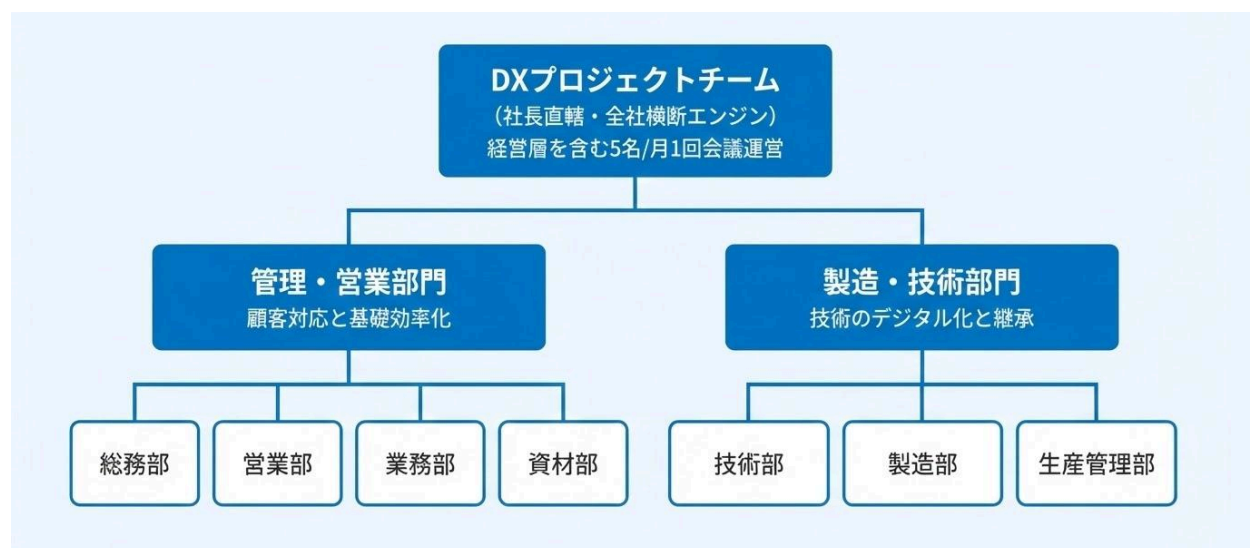 DXプロジェクトチーム
（社長直轄・全社横断エンジン）
経営層を含む5名/月1回会議運営
管理・営業部門
顧客対応と基礎効率化
製造・技術部門
技術のデジタル化と継承
総務部
営業部
業務部
資材部
技術部
製造部
生産管理部